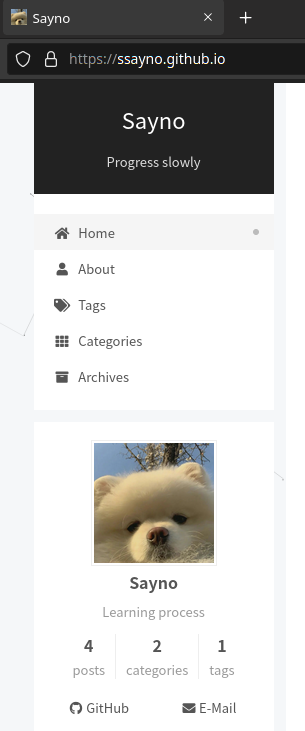 Sayno
https://ssayno.github.io
Sayno
Progress slowly
Home
About
Tags
Categories
Archives
Sayno
Learning process
4 2 1
posts categories tags
GitHub E-Mail